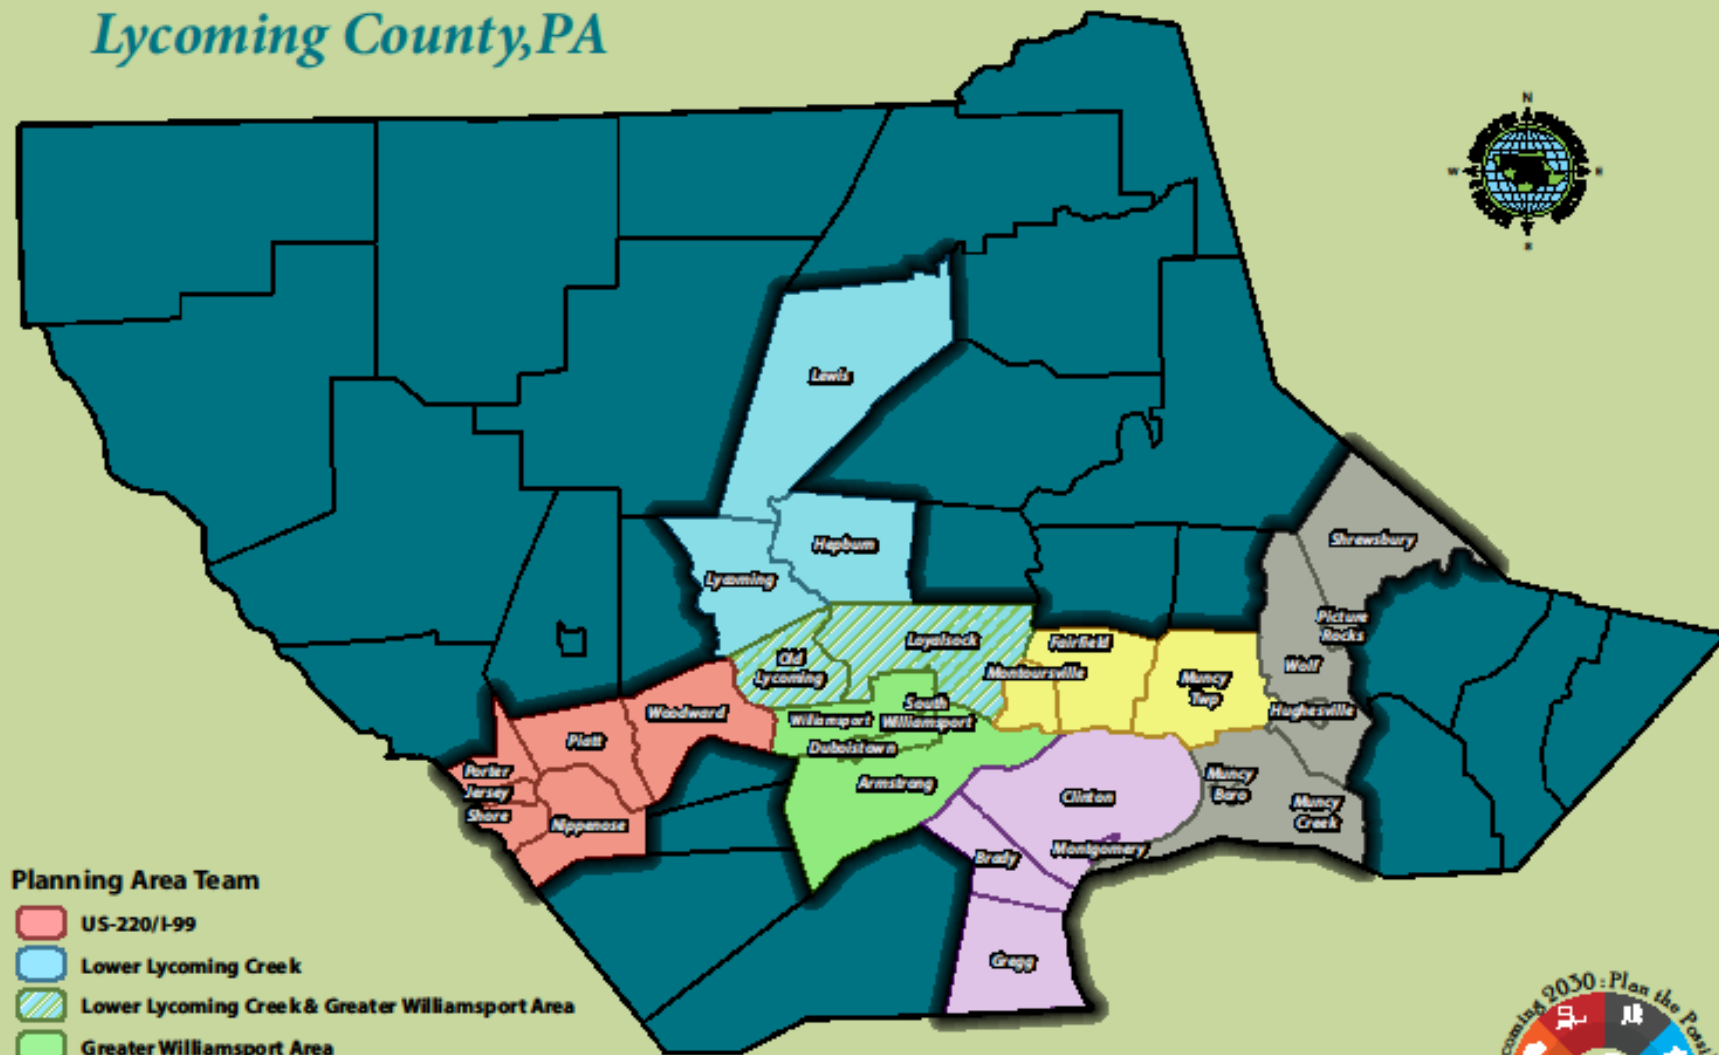 Lycoming County,PA
N
W
Lewis
Hepburn
Lycoming
Shrewsbury
Picture
Rocks
Loyalsock
Fairfield
Old
Lycoming
Montoursville
Wolf
Muncy
Twp
Woodward
Williamsport
South
Williamsport
Hughesville
Piatt
Duboistown
Porter
Jersey
Shore
Armstrong
Clinton
Muncy
Boro
Muncy
Creek
Nippenose
Brady
Montgomery
Gregg
Planning Area Team
US-220/I-99
Lower Lycoming Creek
Lower Lycoming Creek & Greater Williamsport Area
Greater Williamsport Area
2030: Plan the